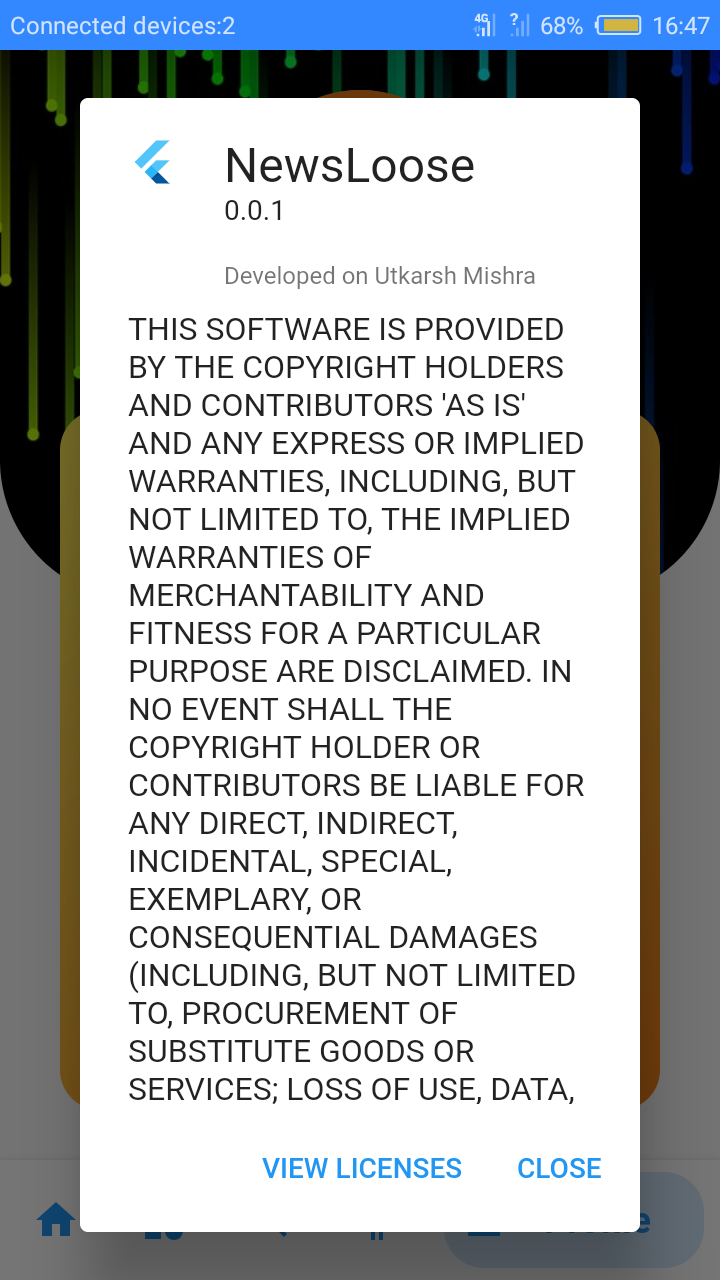 Connected devices:2
4G ? 68% 16:47
NewsLoose
0.0.1
Developed on Utkarsh Mishra
THIS SOFTWARE IS PROVIDED
BY THE COPYRIGHT HOLDERS
AND CONTRIBUTORS 'AS IS'
AND ANY EXPRESS OR IMPLIED
WARRANTIES, INCLUDING, BUT
NOT LIMITED TO, THE IMPLIED
WARRANTIES OF
MERCHANTABILITY AND
FITNESS FOR A PARTICULAR
PURPOSE ARE DISCLAIMED. IN
NO EVENT SHALL THE
COPYRIGHT HOLDER OR
CONTRIBUTORS BE LIABLE FOR
ANY DIRECT, INDIRECT,
INCIDENTAL, SPECIAL,
EXEMPLARY, OR
CONSEQUENTIAL DAMAGES
(INCLUDING, BUT NOT LIMITED
TO, PROCUREMENT OF
SUBSTITUTE GOODS OR
SERVICES; LOSS OF USE, DATA,
VIEW LICENSES CLOSE